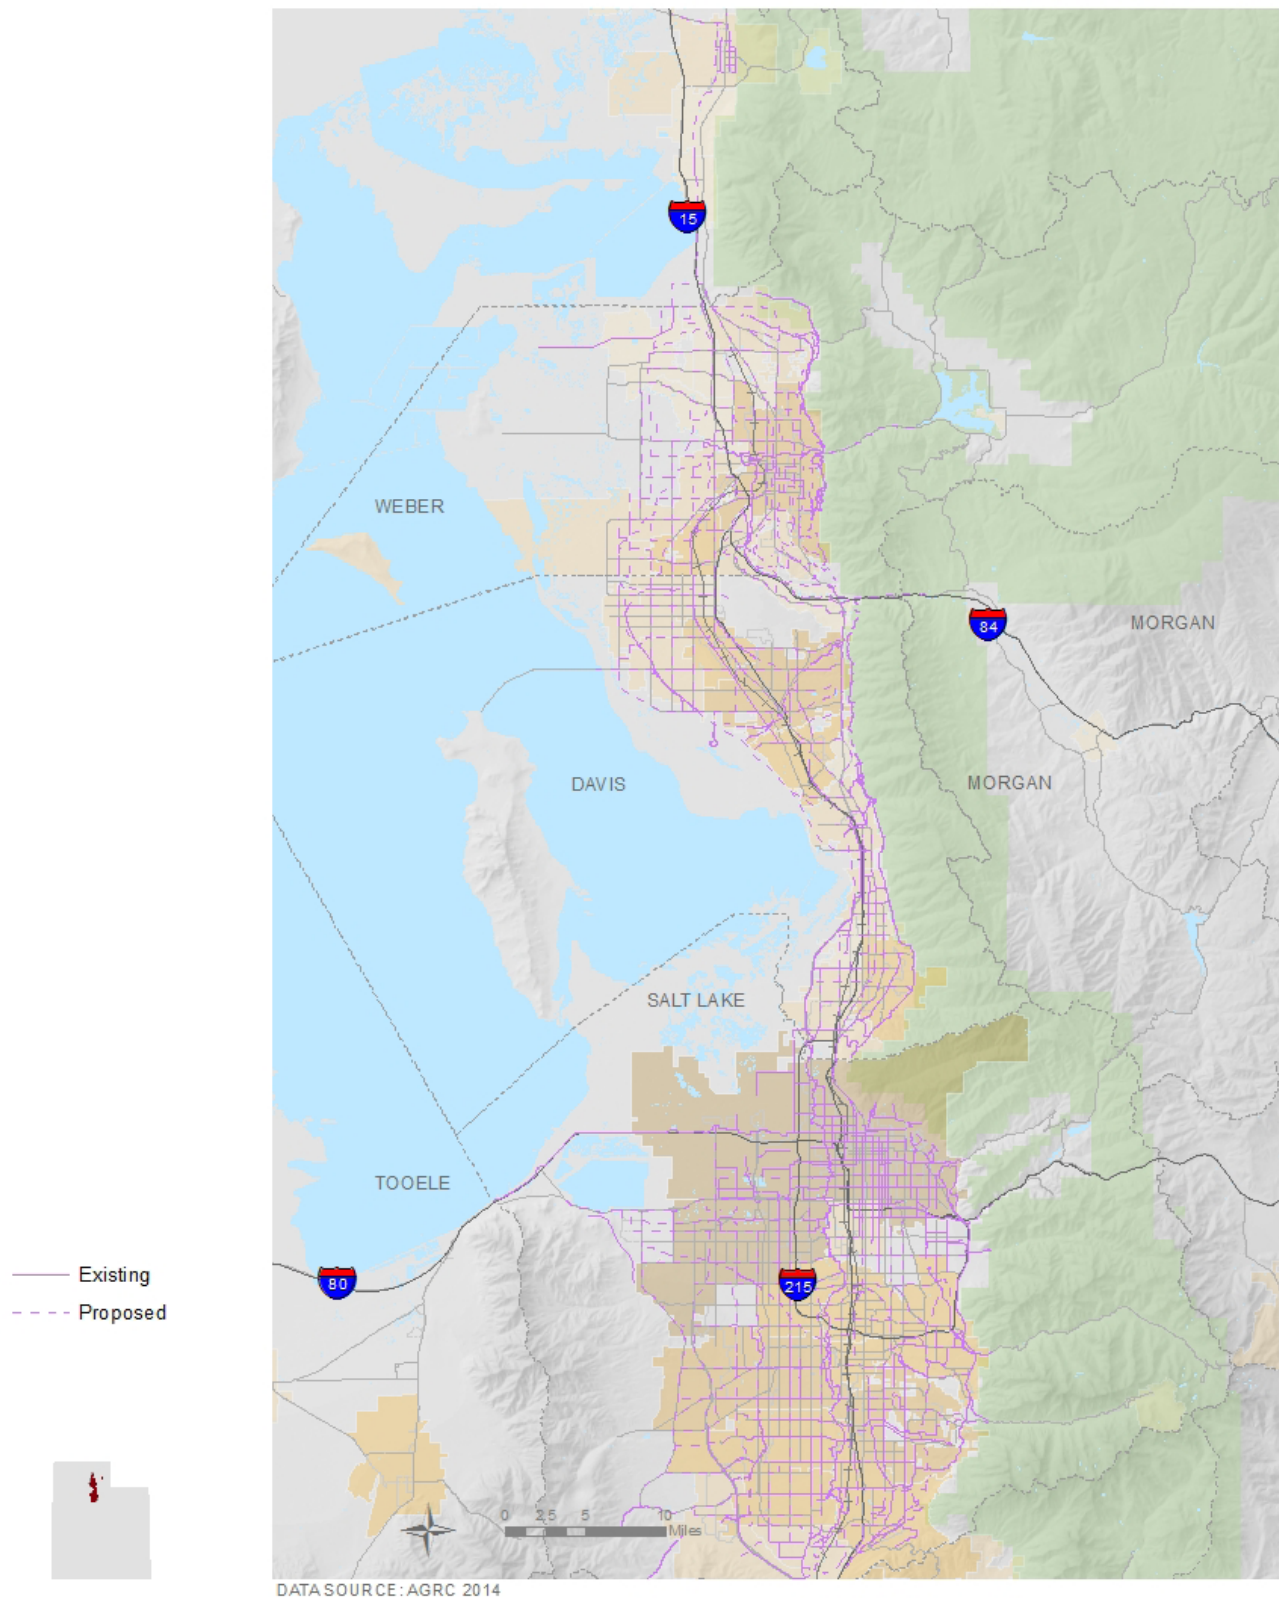 15
WEBER
84
MORGAN
DAVIS
MORGAN
SALT LAKE
TOOELE
Existing
80
215
Proposed
0 2.5 5 10
Miles
DATA SOURCE: AGRC 2014